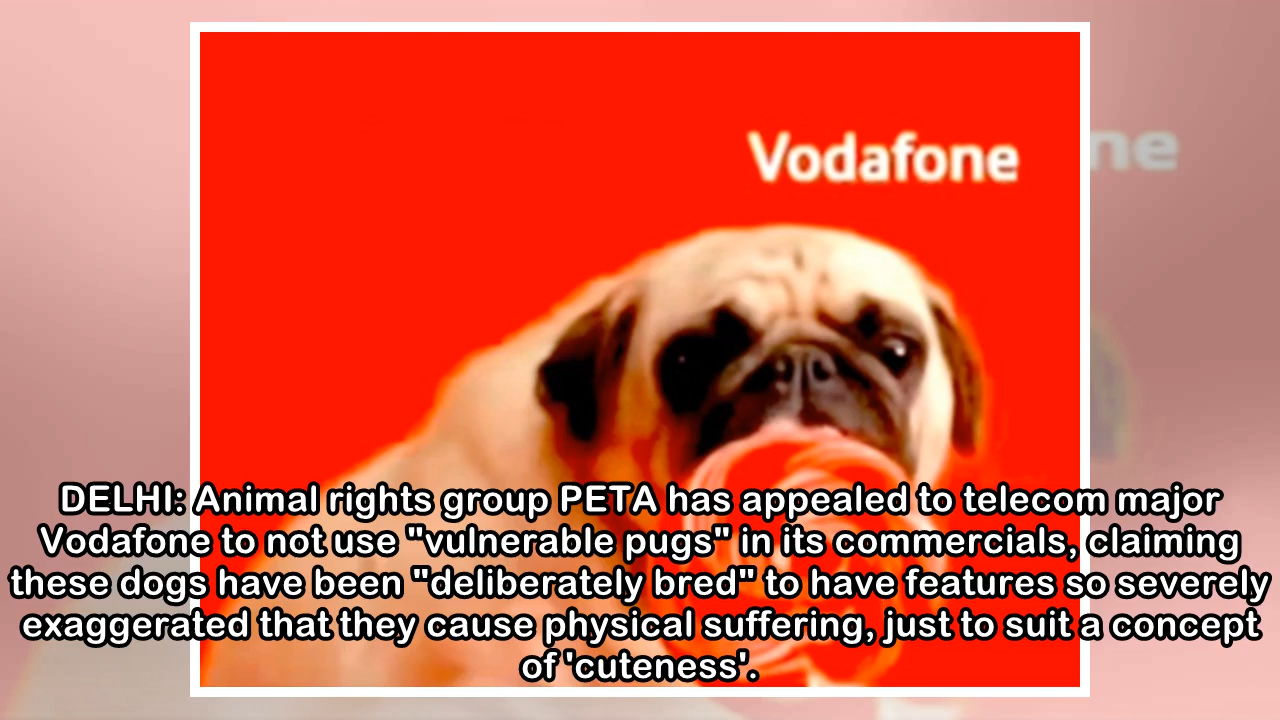 Vodafone
ne
DELHI: Animal rights group PETA has appealed to telecom major
Vodafone to not use "vulnerable pugs" in its commercials, claiming
these dogs have been "deliberately bred" to have features so severely
exaggerated that they cause physical suffering, just to suit a concept
of 'cuteness'.